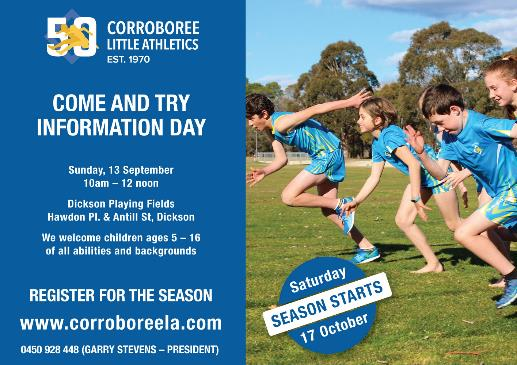 50
CORROBOREE
LITTLE ATHLETICS
EST. 1970
COME AND TRY
INFORMATION DAY
Sunday, 13 September
10am – 12 noon
Dickson Playing Fields
Hawdon Pl. & Antill St, Dickson
We welcome children ages 5 – 16
of all abilities and backgrounds
REGISTER FOR THE SEASON
www.corroboreela.com
0450 928 448 (GARRY STEVENS – PRESIDENT)
Saturday
SEASON STARTS
17 October